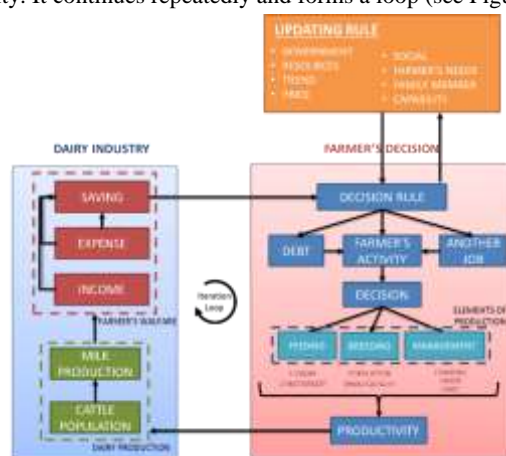 ity. It continues repeatedly and forms a loop (see Figu
UPDATING RULE
• GOVERNMENT
• RESOURCES
• TREND
• PRICE
• SOCIAL
• FARMER'S NEEDS
• FAMILY MEMBER
• CAPABILITY
DAIRY INDUSTRY
FARMER'S DECISION
SAVING
EXPENSE
INCOME
FARMER'S WELFARE
MILK
PRODUCTION
CATTLE
POPULATION
DAIRY PRODUCTION
Iteration
Loop
DECISION RULE
DEBT
FARMER'S
ACTIVITY
ANOTHER
JOB
DECISION
ELEMENTS OF
PRODUCTION
FEEDING
BREEDING
MANAGEMENT
PRODUCTIVITY